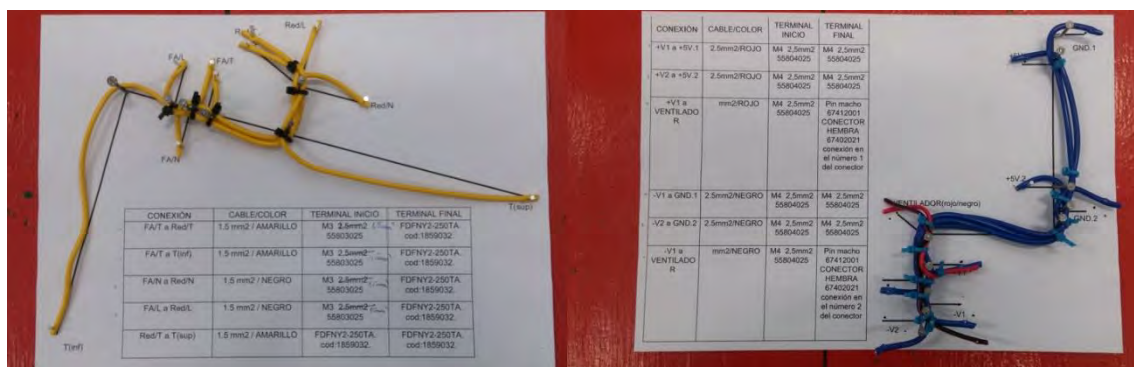 Red/T
Red/L
FA/L
FA/T
Red/N
FA/N
T(sup)
T(inf)
CONEXIÓN CABLE/COLOR TERMINAL INICIO TERMINAL FINAL
FA/T a Red/T 1.5 mm2 / AMARILLO M3 2.5mm2 55803025 FDFNY2-250TA. cod:1859032.
FA/T a T(inf) 1.5 mm2 / AMARILLO M3 2.5mm2 55803025 FDFNY2-250TA. cod:1859032.
FA/N a Red/N 1.5 mm2 / NEGRO M3 2.5mm2 55803025 FDFNY2-250TA. cod:1859032.
FA/L a Red/L 1.5 mm2 / NEGRO M3 2.5mm2 55803025 FDFNY2-250TA. cod:1859032.
Red/T a T(sup) 1.5 mm2 / AMARILLO FDFNY2-250TA. cod:1859032. FDFNY2-250TA. cod:1859032.
CONEXIÓN CABLE/COLOR TERMINAL INICIO TERMINAL FINAL
+V1 a +5V.1 2.5mm2/ROJO M4 2,5mm2 55804025 M4 2,5mm2 55804025
+V2 a +5V.2 2.5mm2/ROJO M4 2,5mm2 55804025 M4 2,5mm2 55804025
+V1 a VENTILADOR mm2/ROJO M4 2,5mm2 55804025 Pin macho 67412001 CONECTOR HEMBRA 67402021 conexión en el número 1 del conector
-V1 a GND.1 2.5mm2/NEGRO M4 2,5mm2 55804025 M4 2,5mm2 55804025
-V2 a GND.2 2.5mm2/NEGRO M4 2,5mm2 55804025 M4 2,5mm2 55804025
-V1 a VENTILADOR mm2/NEGRO M4 2,5mm2 55804025 Pin macho 67412001 CONECTOR HEMBRA 67402021 conexión en el número 2 del conector
GND.1
+5V.2
GND.2
VENTILADOR(rojo/negro)
-V1
-V2